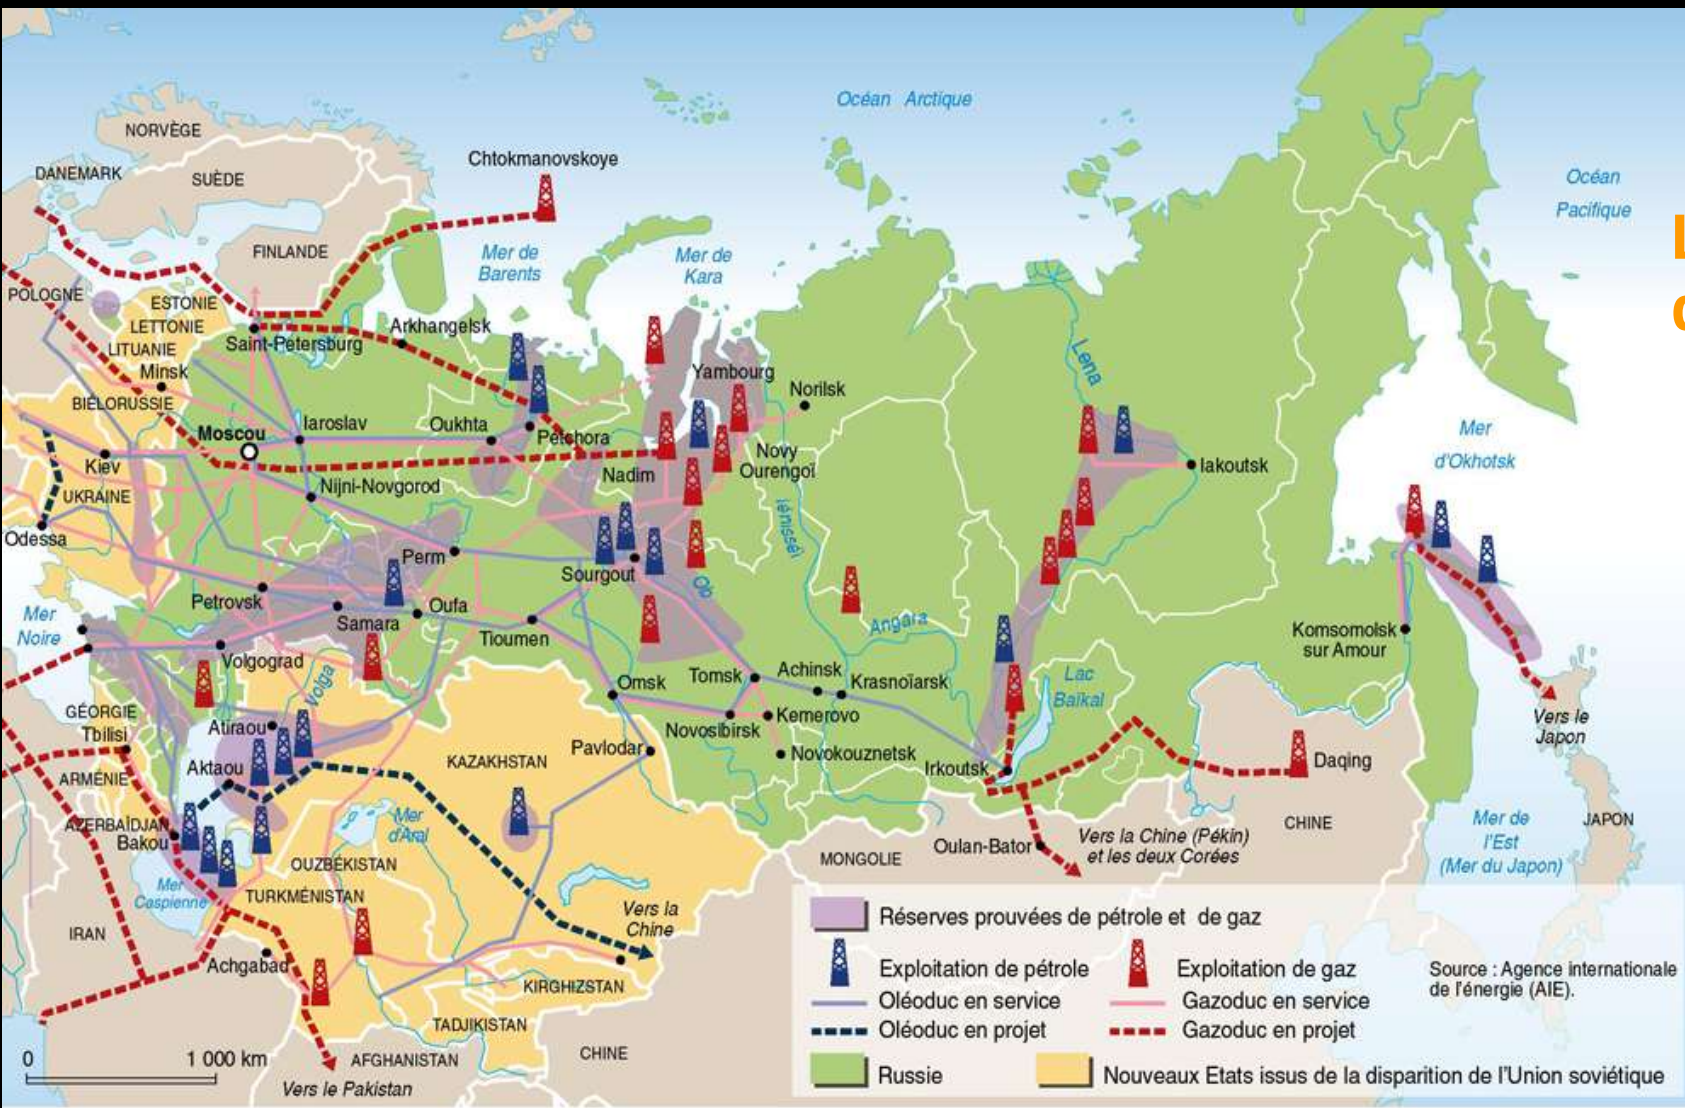 Océan Arctique
Océan
Pacifique
NORVÈGE
DANEMARK
SUÈDE
Chtokmanovskoye
FINLANDE
Mer de
Barents
Mer de
Kara
POLOGNE
ESTONIE
LETTONIE
LITUANIE
Saint-Petersburg
Arkhangelsk
Minsk
BIELORUSSIE
Yambourg
Norilsk
Lena
Moscou
Iaroslav
Oukhta
Petchora
Nadim
Novy
Ourengoï
Iakoutsk
Mer
d'Okhotsk
Kiev
UKRAINE
Nijni-Novgorod
Iénisséi
Odessa
Perm
Sourgout
Ob
Petrovsk
Samara
Oufa
Tioumen
Angara
Mer
Noire
Volgograd
Volga
Komsomolsk
sur Amour
Omsk
Tomsk
Achinsk
Krasnoïarsk
Lac
Baïkal
GÉORGIE
Tbilisi
Atiraou
Novosibirsk
Kemerovo
Vers le
Japon
Pavlodar
Novokouznetsk
KAZAKHSTAN
Aktaou
Irkoutsk
Daqing
ARMÉNIE
AZERBAÏDJAN
Bakou
Mer
d'Aral
CHINE
Mer de
l'Est
(Mer du Japon)
JAPON
Oulan-Bator
MONGOLIE
Vers la Chine (Pékin)
et les deux Corées
OUZBÉKISTAN
Mer
Caspienne
TURKMÉNISTAN
Vers la
Chine
IRAN
Achgabad
KIRGHIZSTAN
TADJIKISTAN
AFGHANISTAN
CHINE
Vers le Pakistan
0 1 000 km
Réserves prouvées de pétrole et de gaz
Exploitation de pétrole
Exploitation de gaz
Oléoduc en service
Gazoduc en service
Oléoduc en projet
Gazoduc en projet
Russie
Nouveaux Etats issus de la disparition de l'Union soviétique
Source : Agence internationale
de l'énergie (AIE).